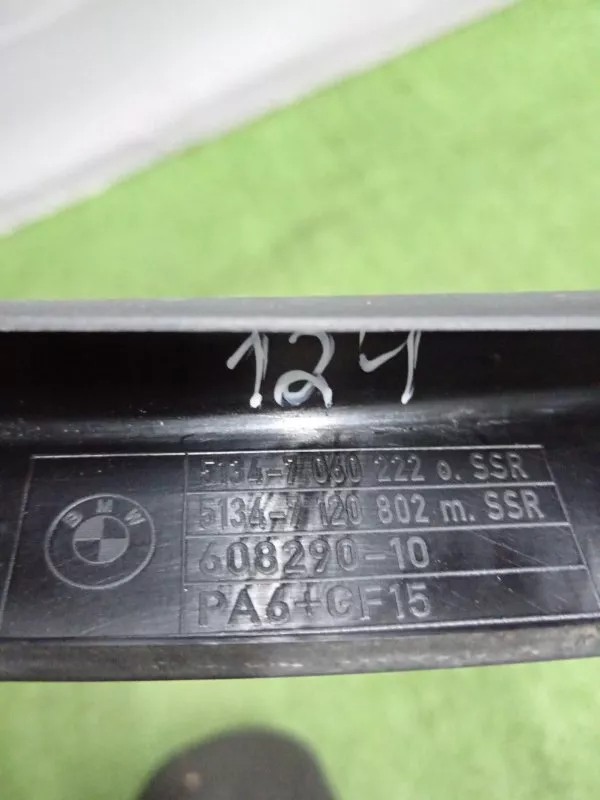 124
BMW
5134-7 060 222 o. SSR
5134-7 120 802 m. SSR
608290-10
PA6+GF15